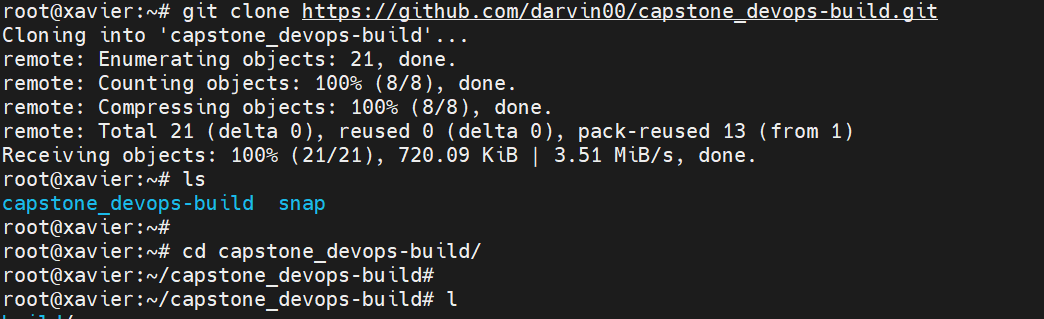 root@xavier:~# git clone https://github.com/darvin00/capstone_devops-build.git
Cloning into 'capstone_devops-build'...
remote: Enumerating objects: 21, done.
remote: Counting objects: 100% (8/8), done.
remote: Compressing objects: 100% (8/8), done.
remote: Total 21 (delta 0), reused 0 (delta 0), pack-reused 13 (from 1)
Receiving objects: 100% (21/21), 720.09 KiB | 3.51 MiB/s, done.
root@xavier:~# ls
capstone_devops-build  snap
root@xavier:~#
root@xavier:~# cd capstone_devops-build/
root@xavier:~/capstone_devops-build#
root@xavier:~/capstone_devops-build# l